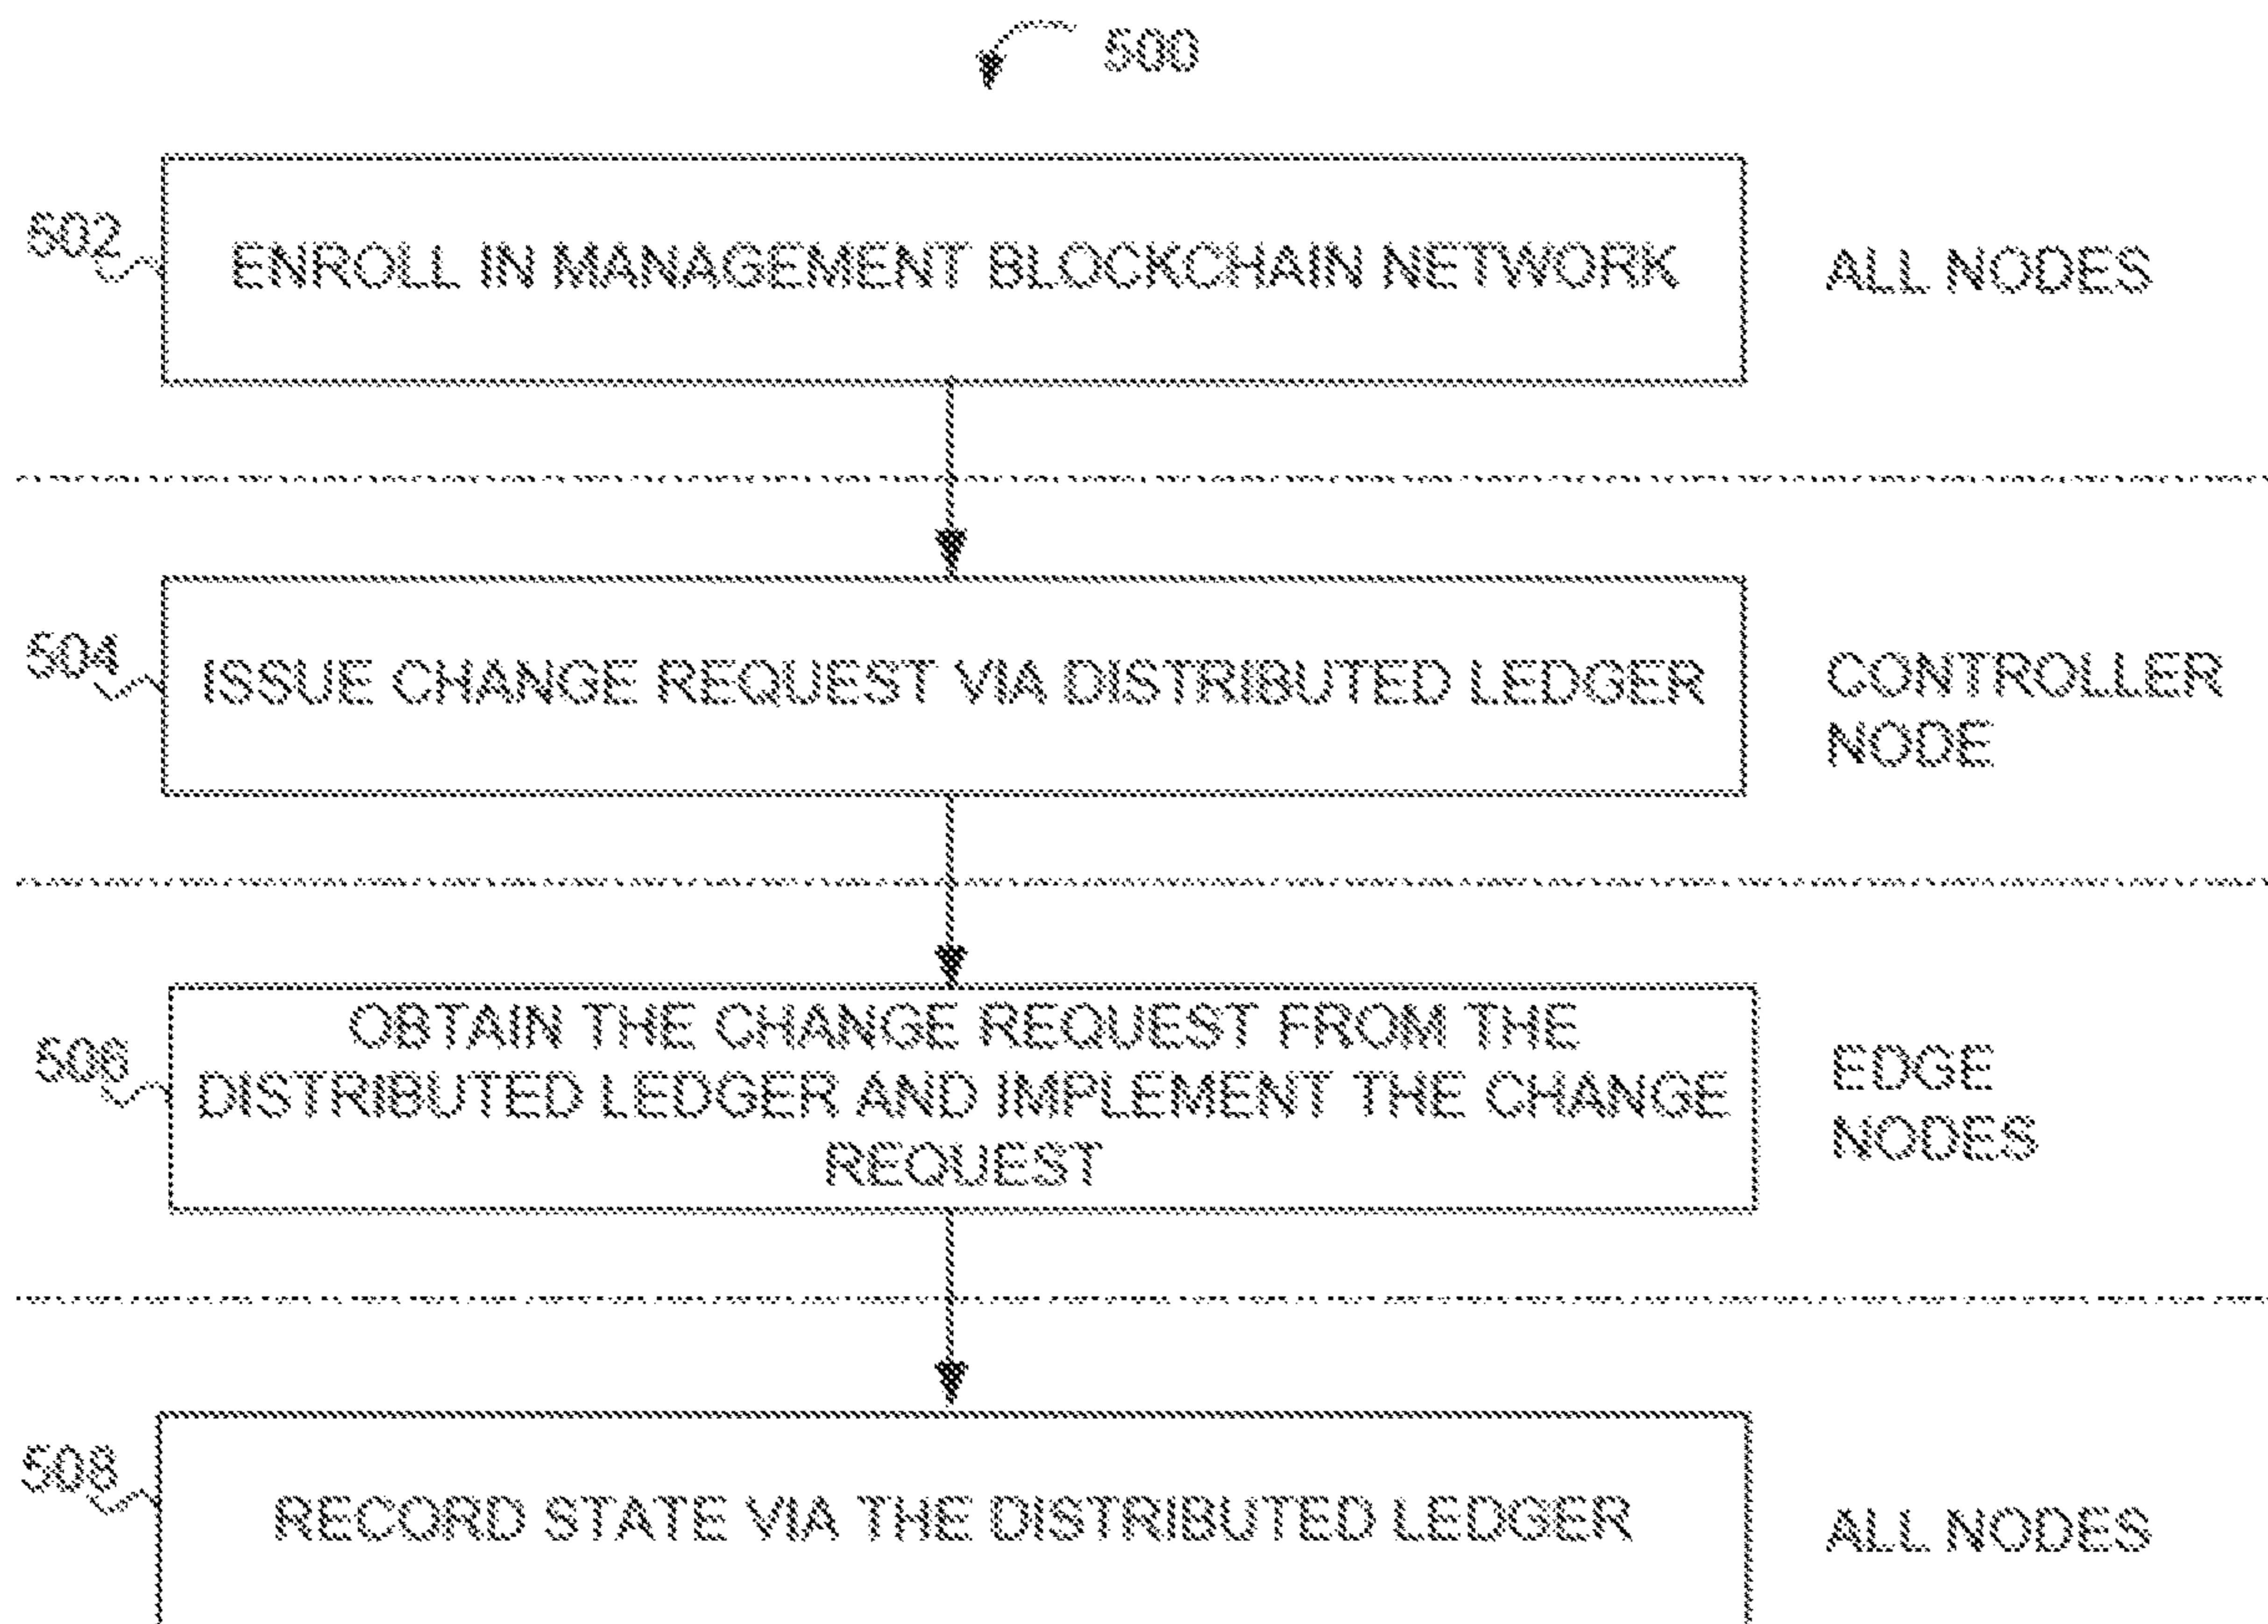 500
502
ENROLL IN MANAGEMENT BLOCKCHAIN NETWORK
ALL NODES
504
ISSUE CHANGE REQUEST VIA DISTRIBUTED LEDGER
CONTROLLER
NODE
506
OBTAIN THE CHANGE REQUEST FROM THE
DISTRIBUTED LEDGER AND IMPLEMENT THE CHANGE
REQUEST
EDGE
NODES
508
RECORD STATE VIA THE DISTRIBUTED LEDGER
ALL NODES